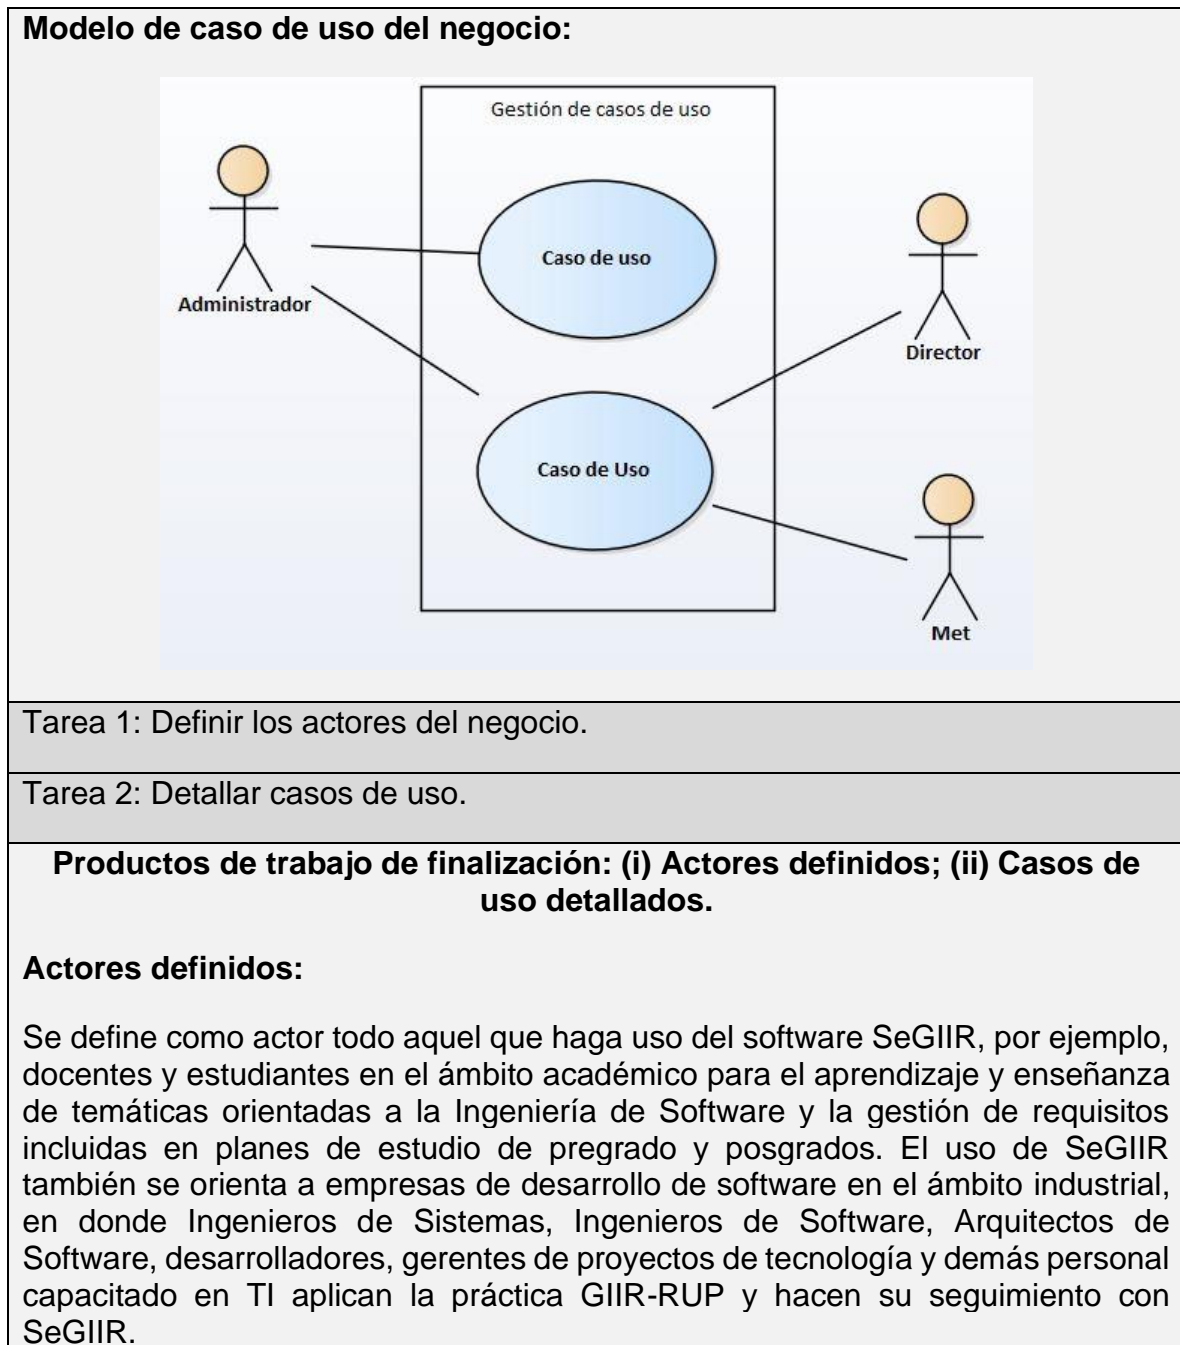 Modelo de caso de uso del negocio:
Gestión de casos de uso
Administrador
Caso de uso
Director
Caso de Uso
Met
Tarea 1: Definir los actores del negocio.
Tarea 2: Detallar casos de uso.
Productos de trabajo de finalización: (i) Actores definidos; (ii) Casos de
uso detallados.
Actores definidos:
Se define como actor todo aquel que haga uso del software SeGIIR, por ejemplo,
docentes y estudiantes en el ámbito académico para el aprendizaje y enseñanza
de temáticas orientadas a la Ingeniería de Software y la gestión de requisitos
incluidas en planes de estudio de pregrado y posgrados. El uso de SeGIIR
también se orienta a empresas de desarrollo de software en el ámbito industrial,
en donde Ingenieros de Sistemas, Ingenieros de Software, Arquitectos de
Software, desarrolladores, gerentes de proyectos de tecnología y demás personal
capacitado en TI aplican la práctica GIIR-RUP y hacen su seguimiento con
SeGIIR.